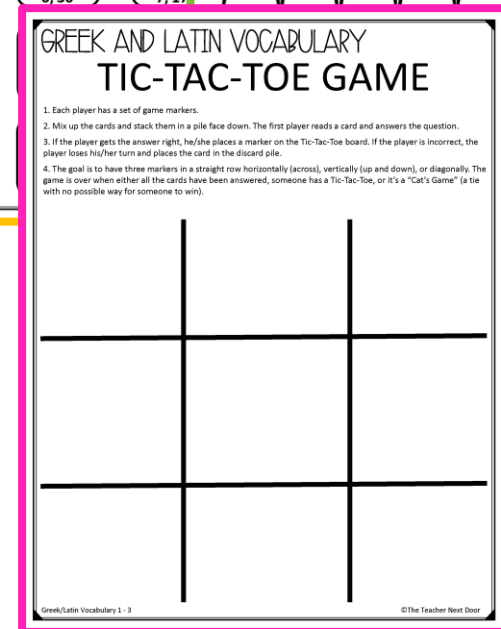 GREEK AND LATIN VOCABULARY
TIC-TAC-TOE GAME
1. Each player has a set of game markers.
2. Mix up the cards and stack them in a pile face down. The first player reads a card and answers the question.
3. If the player gets the answer right, he/she places a marker on the Tic-Tac-Toe board. If the player is incorrect, the
player loses his/her turn and places the card in the discard pile.
4. The goal is to have three markers in a straight row horizontally (across), vertically (up and down), or diagonally. The
game is over when either all the cards have been answered, someone has a Tic-Tac-Toe, or it's a "Cat's Game" (a tie
with no possible way for someone to win).
Greek/Latin Vocabulary 1 - 3
©The Teacher Next Door